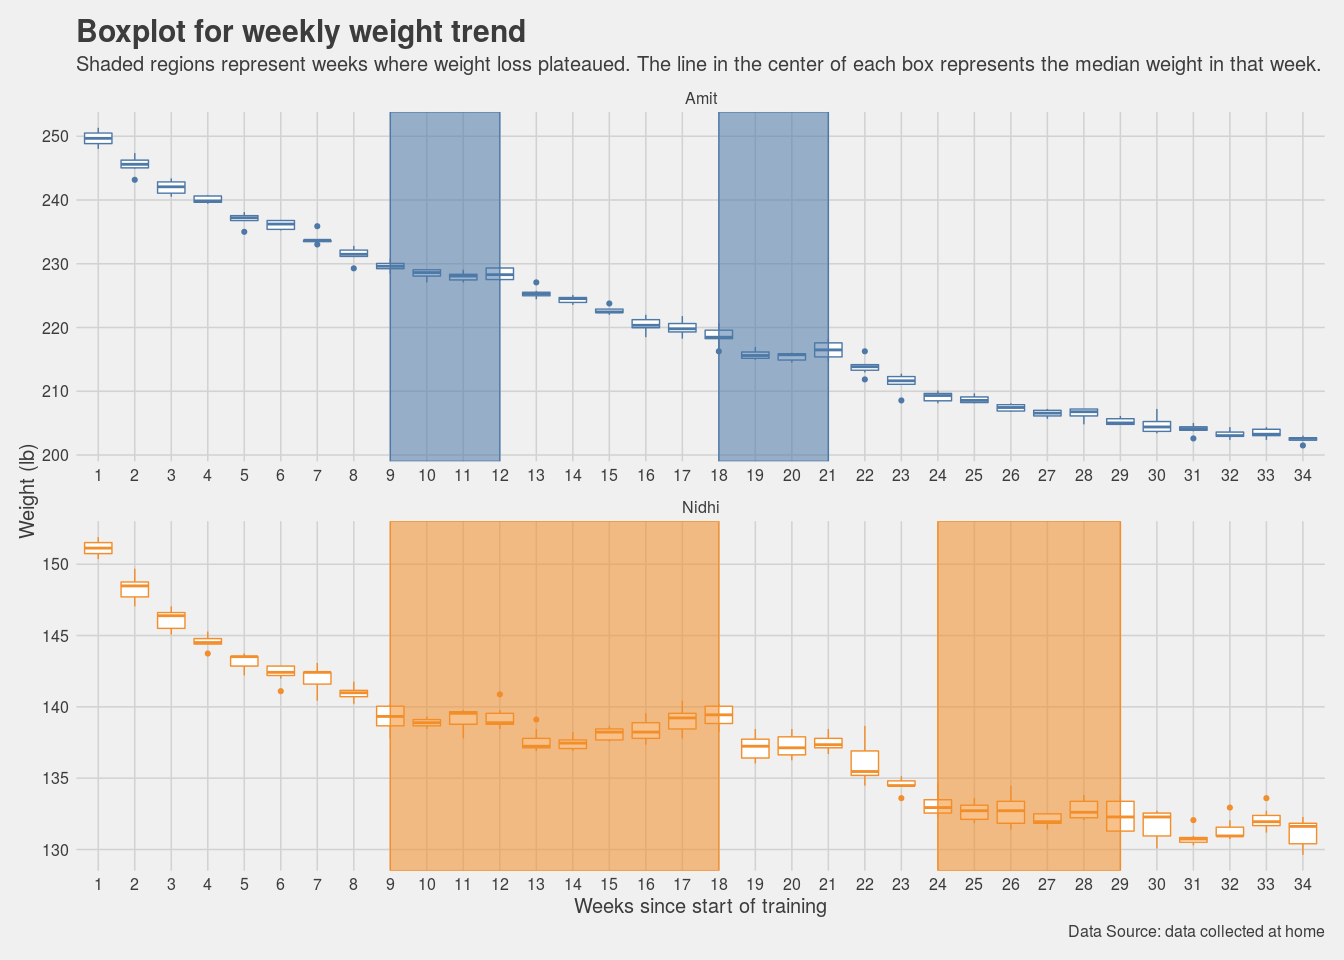 Boxplot for weekly weight trend
Shaded regions represent weeks where weight loss plateaued. The line in the center of each box represents the median weight in that week.
Amit
250
240
230
220
210
200
1 2 3 4 5 6 7 8 9 10 11 12 13 14 15 16 17 18 19 20 21 22 23 24 25 26 27 28 29 30 31 32 33 34
Weight (lb)
Nidhi
150
145
140
135
130
1 2 3 4 5 6 7 8 9 10 11 12 13 14 15 16 17 18 19 20 21 22 23 24 25 26 27 28 29 30 31 32 33 34
Weeks since start of training
Data Source: data collected at home